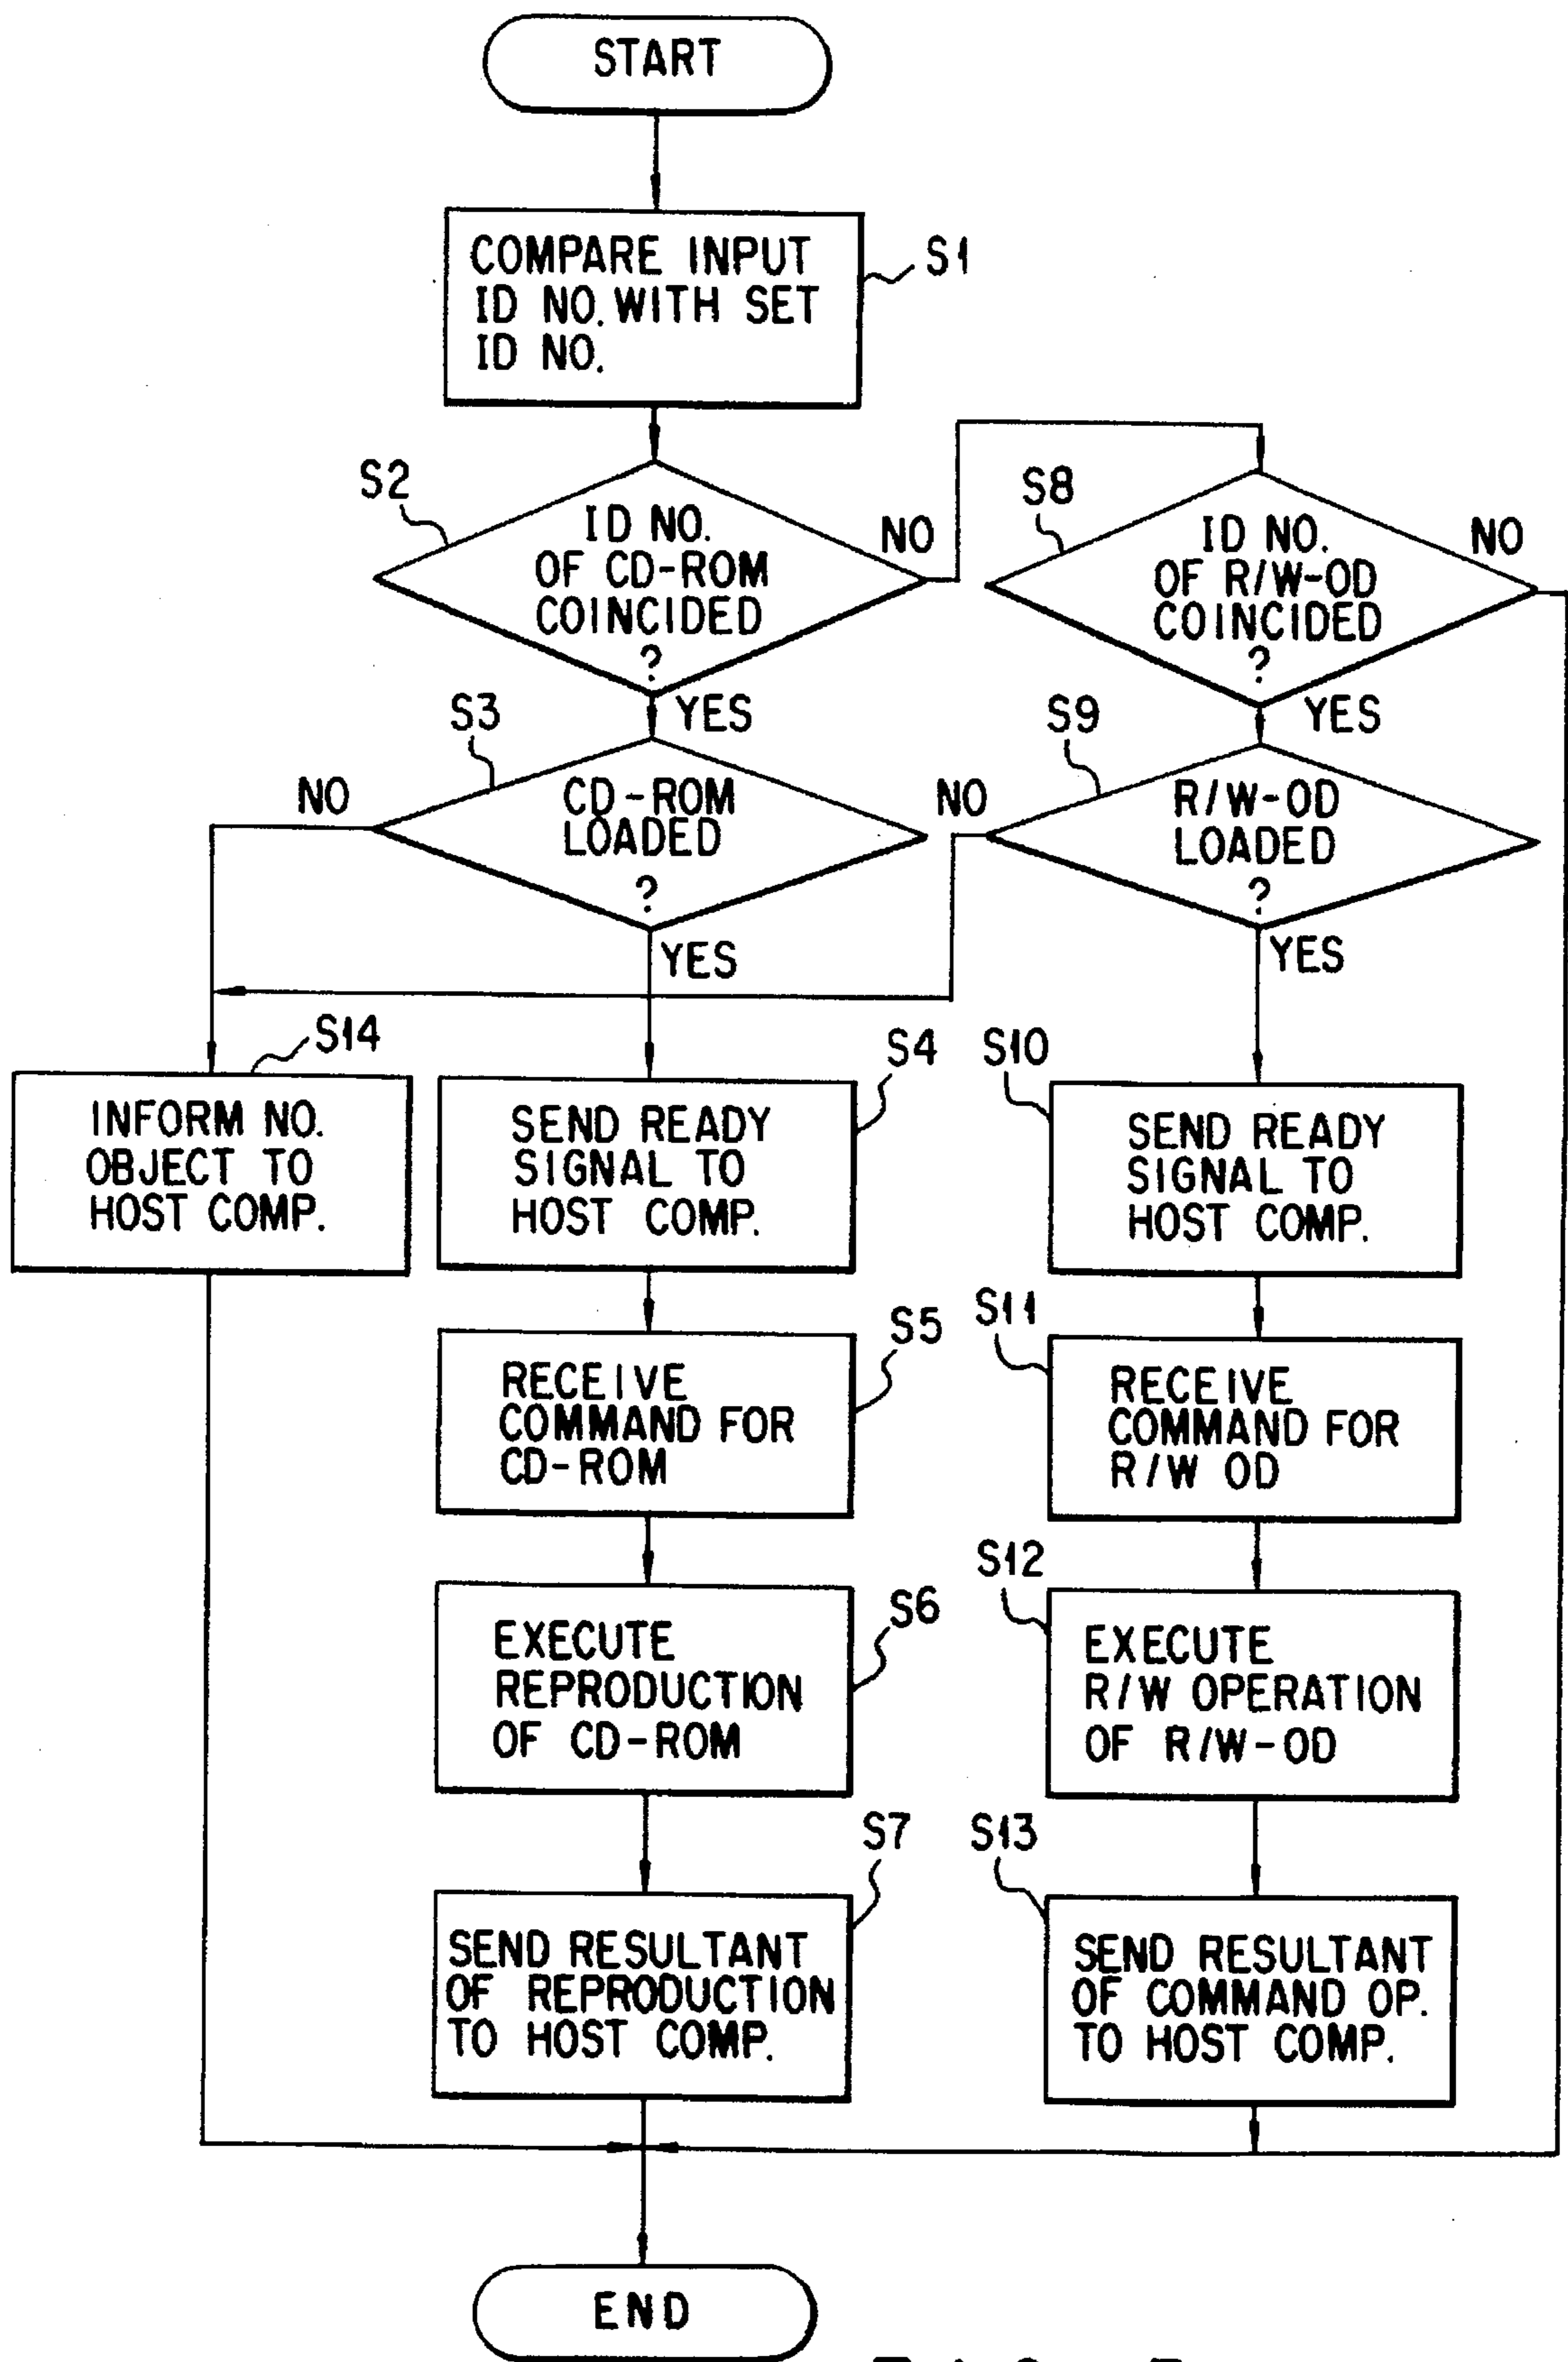 START
COMPARE INPUT
ID NO. WITH SET
ID NO.
S1
S2
ID NO.
OF CD-ROM
COINCIDED
?
NO
YES
S8
ID NO.
OF R/W-OD
COINCIDED
?
NO
YES
S3
CD-ROM
LOADED
?
NO
YES
S9
R/W-OD
LOADED
?
NO
YES
S14
INFORM NO.
OBJECT TO
HOST COMP.
S4
SEND READY
SIGNAL TO
HOST COMP.
S10
SEND READY
SIGNAL TO
HOST COMP.
S5
RECEIVE
COMMAND FOR
CD-ROM
S11
RECEIVE
COMMAND FOR
R/W OD
S6
EXECUTE
REPRODUCTION
OF CD-ROM
S12
EXECUTE
R/W OPERATION
OF R/W-OD
S7
SEND RESULTANT
OF REPRODUCTION
TO HOST COMP.
S13
SEND RESULTANT
OF COMMAND OP.
TO HOST COMP.
END